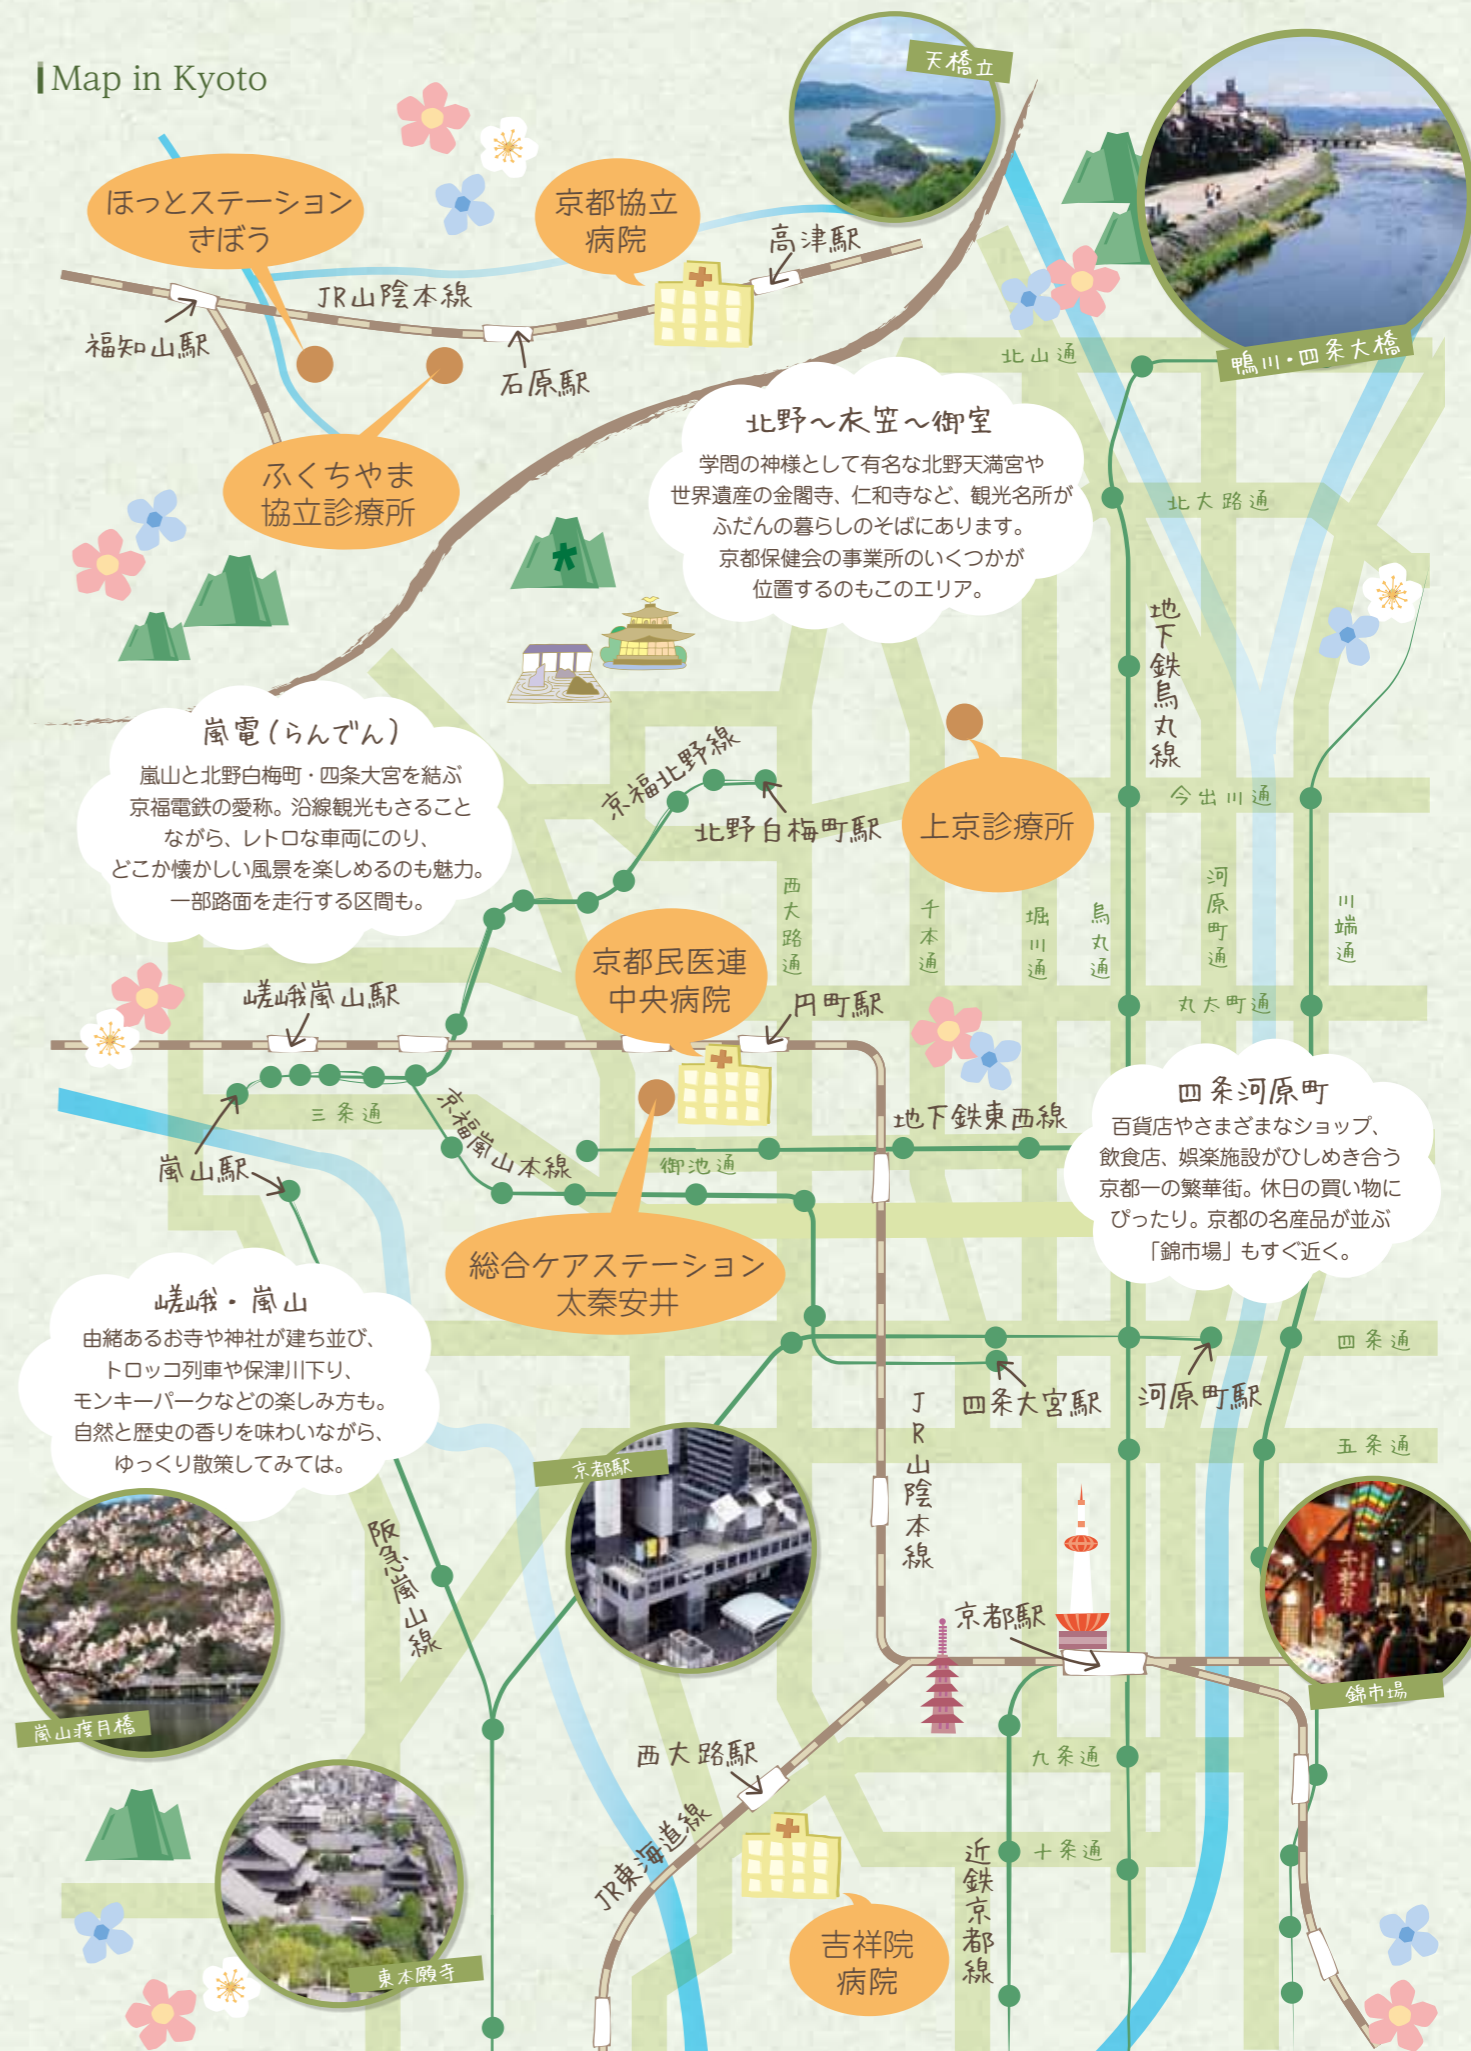 Map in Kyoto
天橋立
ほっとステーション
きぼう
京都協立
病院
高津駅
JR山陰本線
福知山駅
石原駅
鴨川・四条大橋
北山通
ふくちやま
協立診療所
北野～衣笠～御室
学問の神様として有名な北野天満宮や
世界遺産の金閣寺、仁和寺など、観光名所が
ふだんの暮らしのそばにあります。
京都保健会の事業所のいくつかが
位置するのもこのエリア。
北大路通
地下鉄烏丸線
嵐電（らんでん）
嵐山と北野白梅町・四条大宮を結ぶ
京福電鉄の愛称。沿線観光もさること
ながら、レトロな車両にのり、
どこか懐かしい風景を楽しめるのも魅力。
一部路面を走行する区間も。
京福北野線
北野白梅町駅
上京診療所
今出川通
西大路通
千本通
堀川通
烏丸通
河原町通
川端通
京都民医連
中央病院
嵯峨嵐山駅
円町駅
丸太町通
三条通
京福嵐山本線
嵐山駅
御池通
地下鉄東西線
四条河原町
百貨店やさまざまなショップ、
飲食店、娯楽施設がひしめき合う
京都一の繁華街。休日の買い物に
ぴったり。京都の名産品が並ぶ
「錦市場」もすぐ近く。
総合ケアステーション
太秦安井
嵯峨・嵐山
由緒あるお寺や神社が建ち並び、
トロッコ列車や保津川下り、
モンキーパークなどの楽しみ方も。
自然と歴史の香りを味わいながら、
ゆっくり散策してみては。
四条通
四条大宮駅
河原町駅
JR山陰本線
五条通
京都駅
阪急嵐山線
京都駅
錦市場
嵐山渡月橋
西大路駅
九条通
JR東海道線
十条通
近鉄京都線
吉祥院
病院
東本願寺